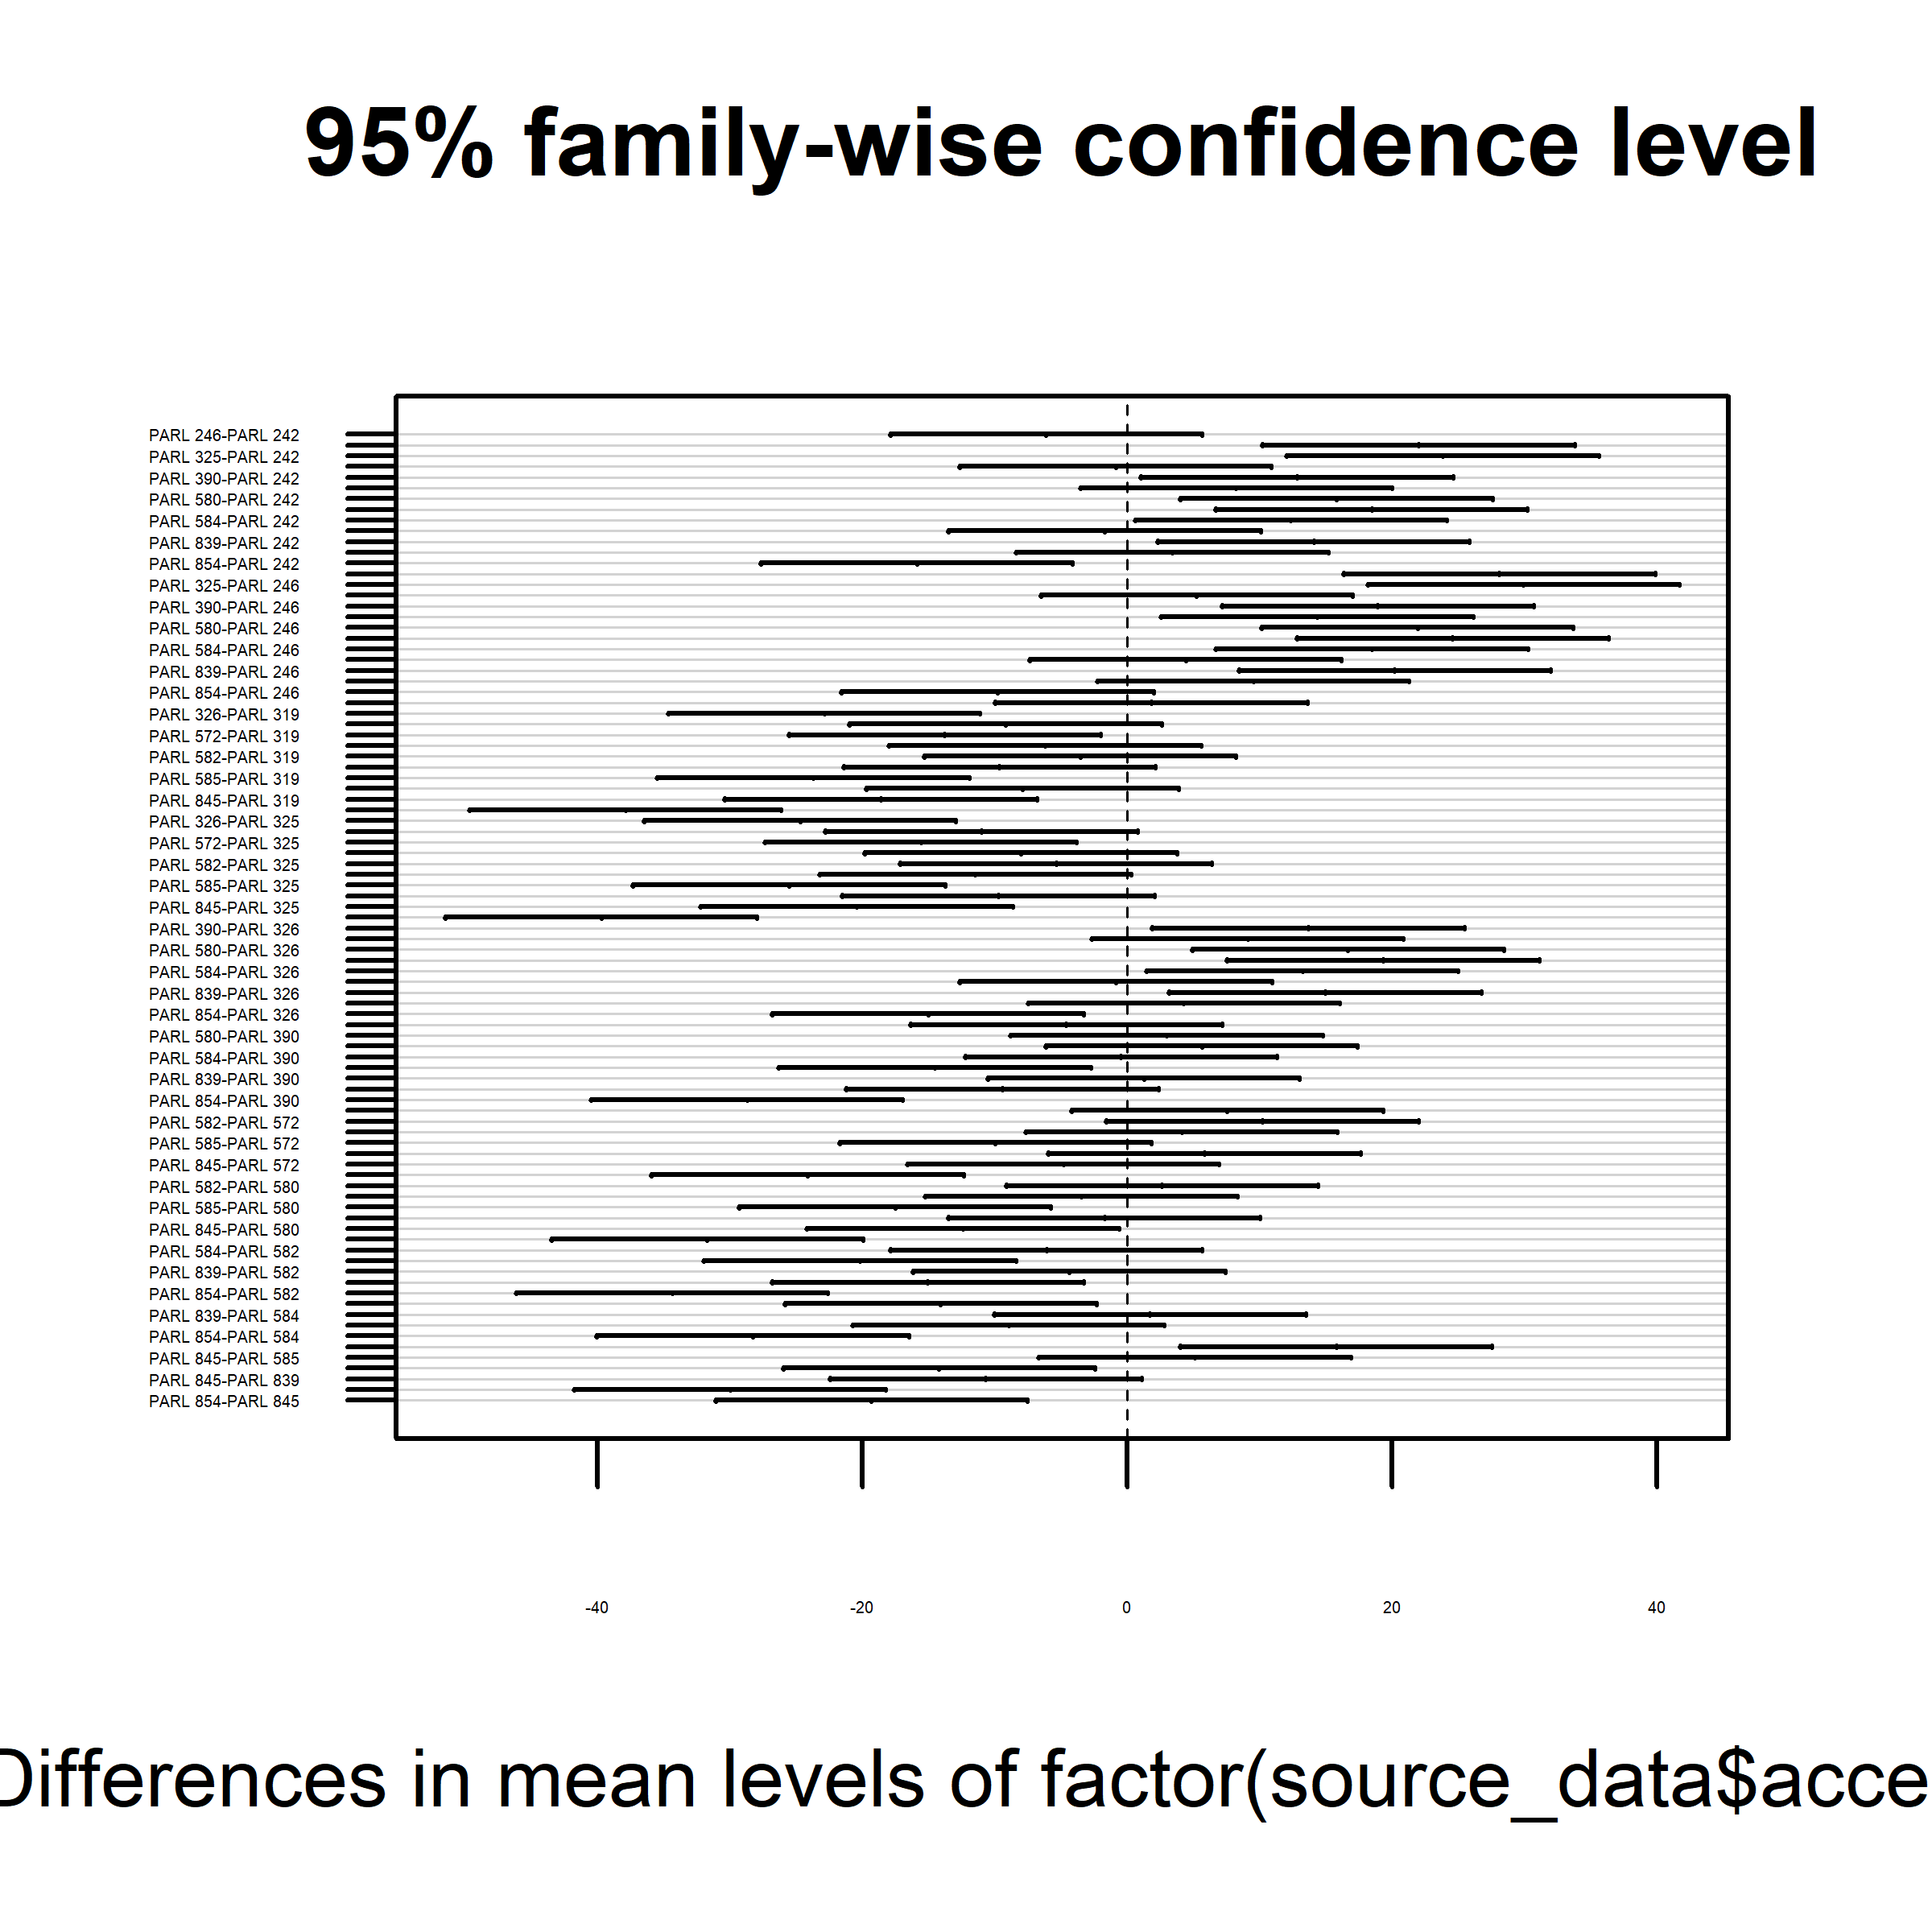 95% family-wise confidence level
PARL 246-PARL 242
PARL 325-PARL 242
PARL 390-PARL 242
PARL 580-PARL 242
PARL 584-PARL 242
PARL 839-PARL 242
PARL 854-PARL 242
PARL 325-PARL 246
PARL 390-PARL 246
PARL 580-PARL 246
PARL 584-PARL 246
PARL 839-PARL 246
PARL 854-PARL 246
PARL 326-PARL 319
PARL 572-PARL 319
PARL 582-PARL 319
PARL 585-PARL 319
PARL 845-PARL 319
PARL 326-PARL 325
PARL 572-PARL 325
PARL 582-PARL 325
PARL 585-PARL 325
PARL 845-PARL 325
PARL 390-PARL 326
PARL 580-PARL 326
PARL 584-PARL 326
PARL 839-PARL 326
PARL 854-PARL 326
PARL 580-PARL 390
PARL 584-PARL 390
PARL 839-PARL 390
PARL 854-PARL 390
PARL 582-PARL 572
PARL 585-PARL 572
PARL 845-PARL 572
PARL 582-PARL 580
PARL 585-PARL 580
PARL 845-PARL 580
PARL 584-PARL 582
PARL 839-PARL 582
PARL 854-PARL 582
PARL 839-PARL 584
PARL 854-PARL 584
PARL 845-PARL 585
PARL 845-PARL 839
PARL 854-PARL 845
-40 -20 0 20 40
Differences in mean levels of factor(source_data$acce